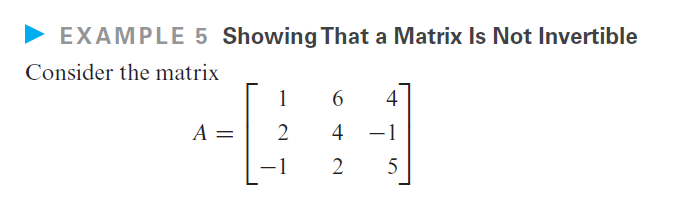 ▶ EXAMPLE 5 Showing That a Matrix Is Not Invertible
Consider the matrix
1 6 4
A = 2 4 −1
−1 2 5